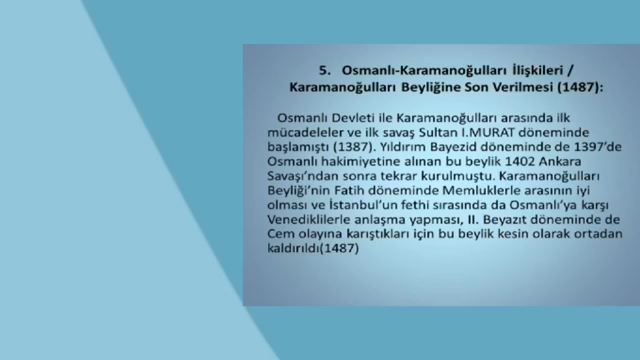 5. Osmanlı-Karamanoğulları İlişkileri /
Karamanoğulları Beyliğine Son Verilmesi (1487):
Osmanlı Devleti ile Karamanoğulları arasında ilk
mücadeleler ve ilk savaş Sultan I.MURAT döneminde
başlamıştı (1387). Yıldırım Bayezid döneminde de 1397'de
Osmanlı hakimiyetine alınan bu beylik 1402 Ankara
Savaşı'ndan sonra tekrar kurulmuştu. Karamanoğulları
Beyliği'nin Fatih döneminde Memluklerle arasının iyi
olması ve İstanbul'un fethi sırasında da Osmanlı'ya karşı
Venediklilerle anlaşma yapması, II. Beyazıt döneminde de
Cem olayına karıştıkları için bu beylik kesin olarak ortadan
kaldırıldı(1487)